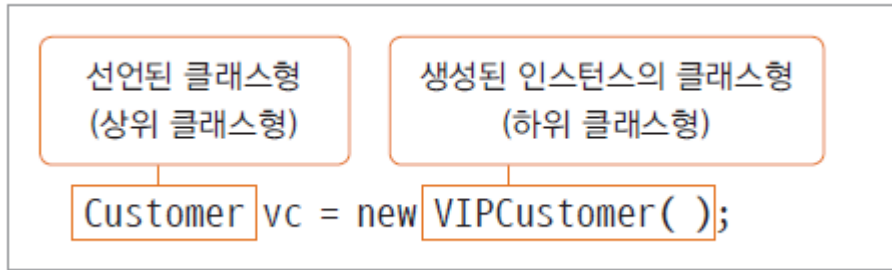 선언된 클래스형
(상위 클래스형)
생성된 인스턴스의 클래스형
(하위 클래스형)
Customer vc = new VIPCustomer( );